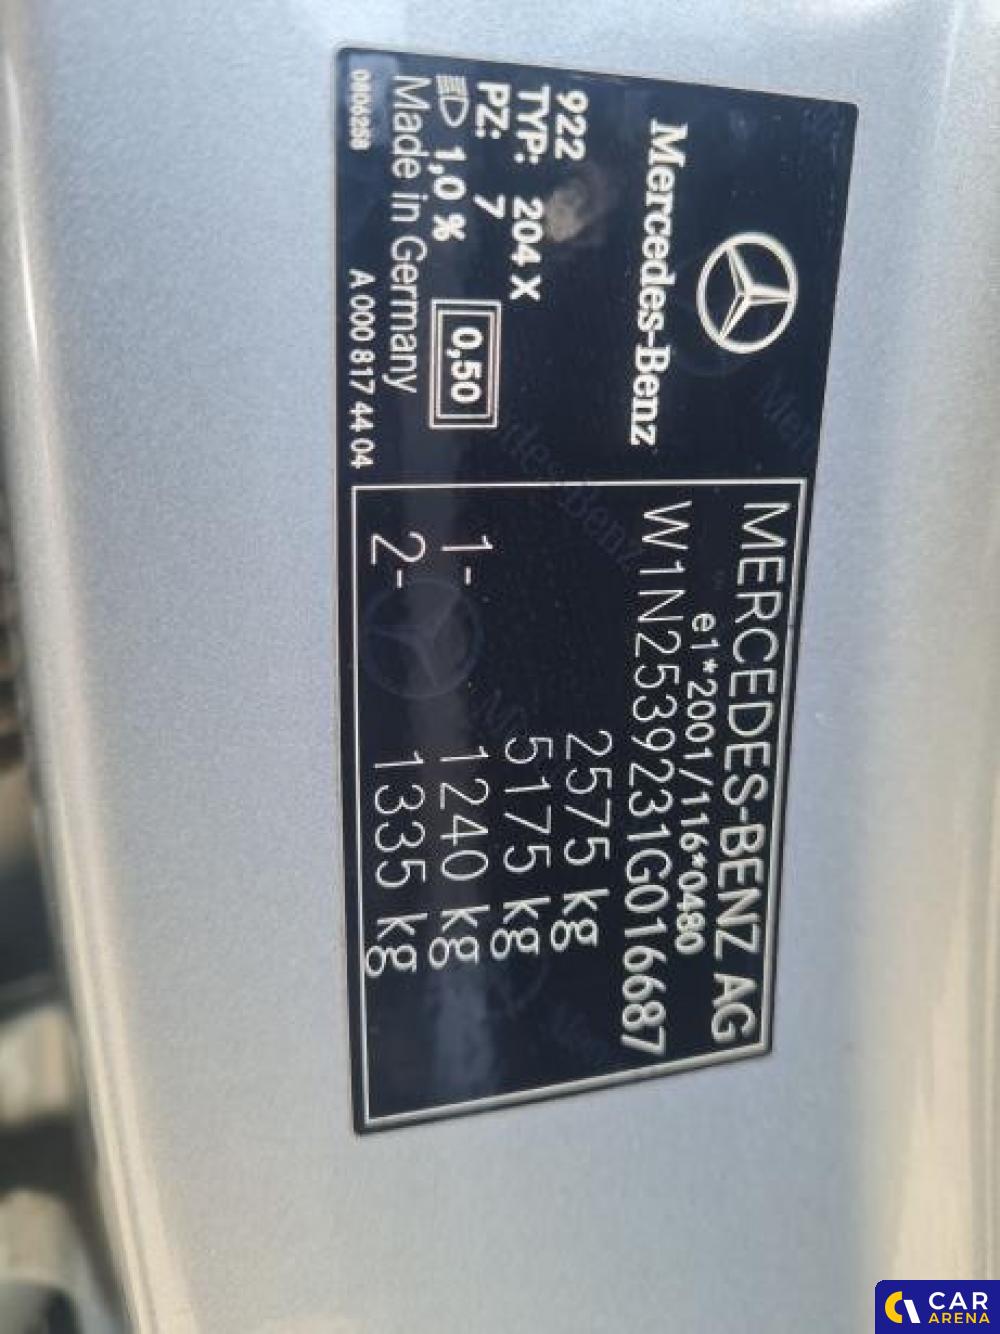 Mercedes-Benz
922
TYP: 204 X
PZ: 7
1,0 %
0,50
Made in Germany
0806258
A 000 817 44 04
MERCEDES-BENZ AG
e1*2001/116*0480
W1N2539231G016687
2575 kg
5175 kg
1- 1240 kg
2- 1335 kg
CAR
ARENA